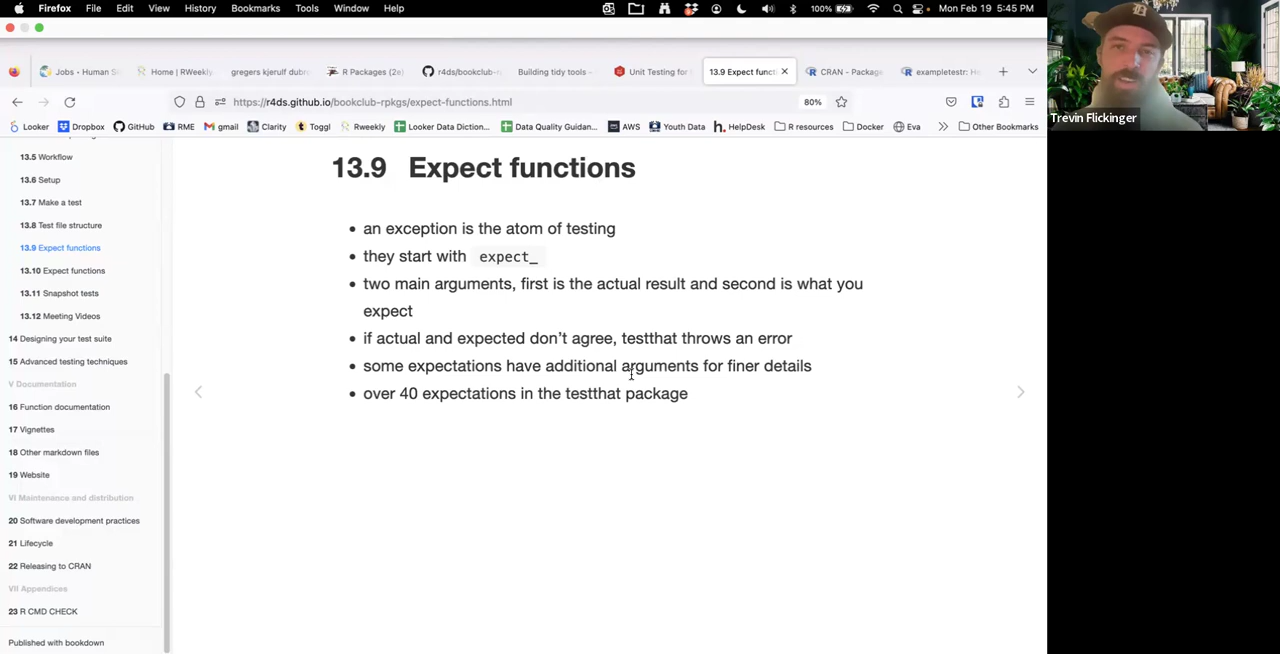 Firefox File Edit View History Bookmarks Tools Window Help 100% Mon Feb 19 5:45 PM
Jobs - Human S Home | RWeekly gregers kjerulf dubro R Packages (2e) r4ds/bookclub-r Building tidy tools - Unit Testing for 13.9 Expect funct CRAN - Package exampletestr: He
https://r4ds.github.io/bookclub-rpkgs/expect-functions.html 80%
Looker Dropbox GitHub RME gmail Clarity Toggl Rweekly Looker Data Diction... Data Quality Guidan... AWS Youth Data HelpDesk R resources Docker Eva Other Bookmarks
Trevin Flickinger
13.5 Workflow
13.6 Setup
13.7 Make a test
13.8 Test file structure
13.9 Expect functions
13.10 Expect functions
13.11 Snapshot tests
13.12 Meeting Videos
14 Designing your test suite
15 Advanced testing techniques
V Documentation
16 Function documentation
17 Vignettes
18 Other markdown files
19 Website
VI Maintenance and distribution
20 Software development practices
21 Lifecycle
22 Releasing to CRAN
VII Appendices
23 R CMD CHECK
Published with bookdown
13.9 Expect functions
• an exception is the atom of testing
• they start with expect_
• two main arguments, first is the actual result and second is what you
expect
• if actual and expected don't agree, testthat throws an error
• some expectations have additional arguments for finer details
• over 40 expectations in the testthat package